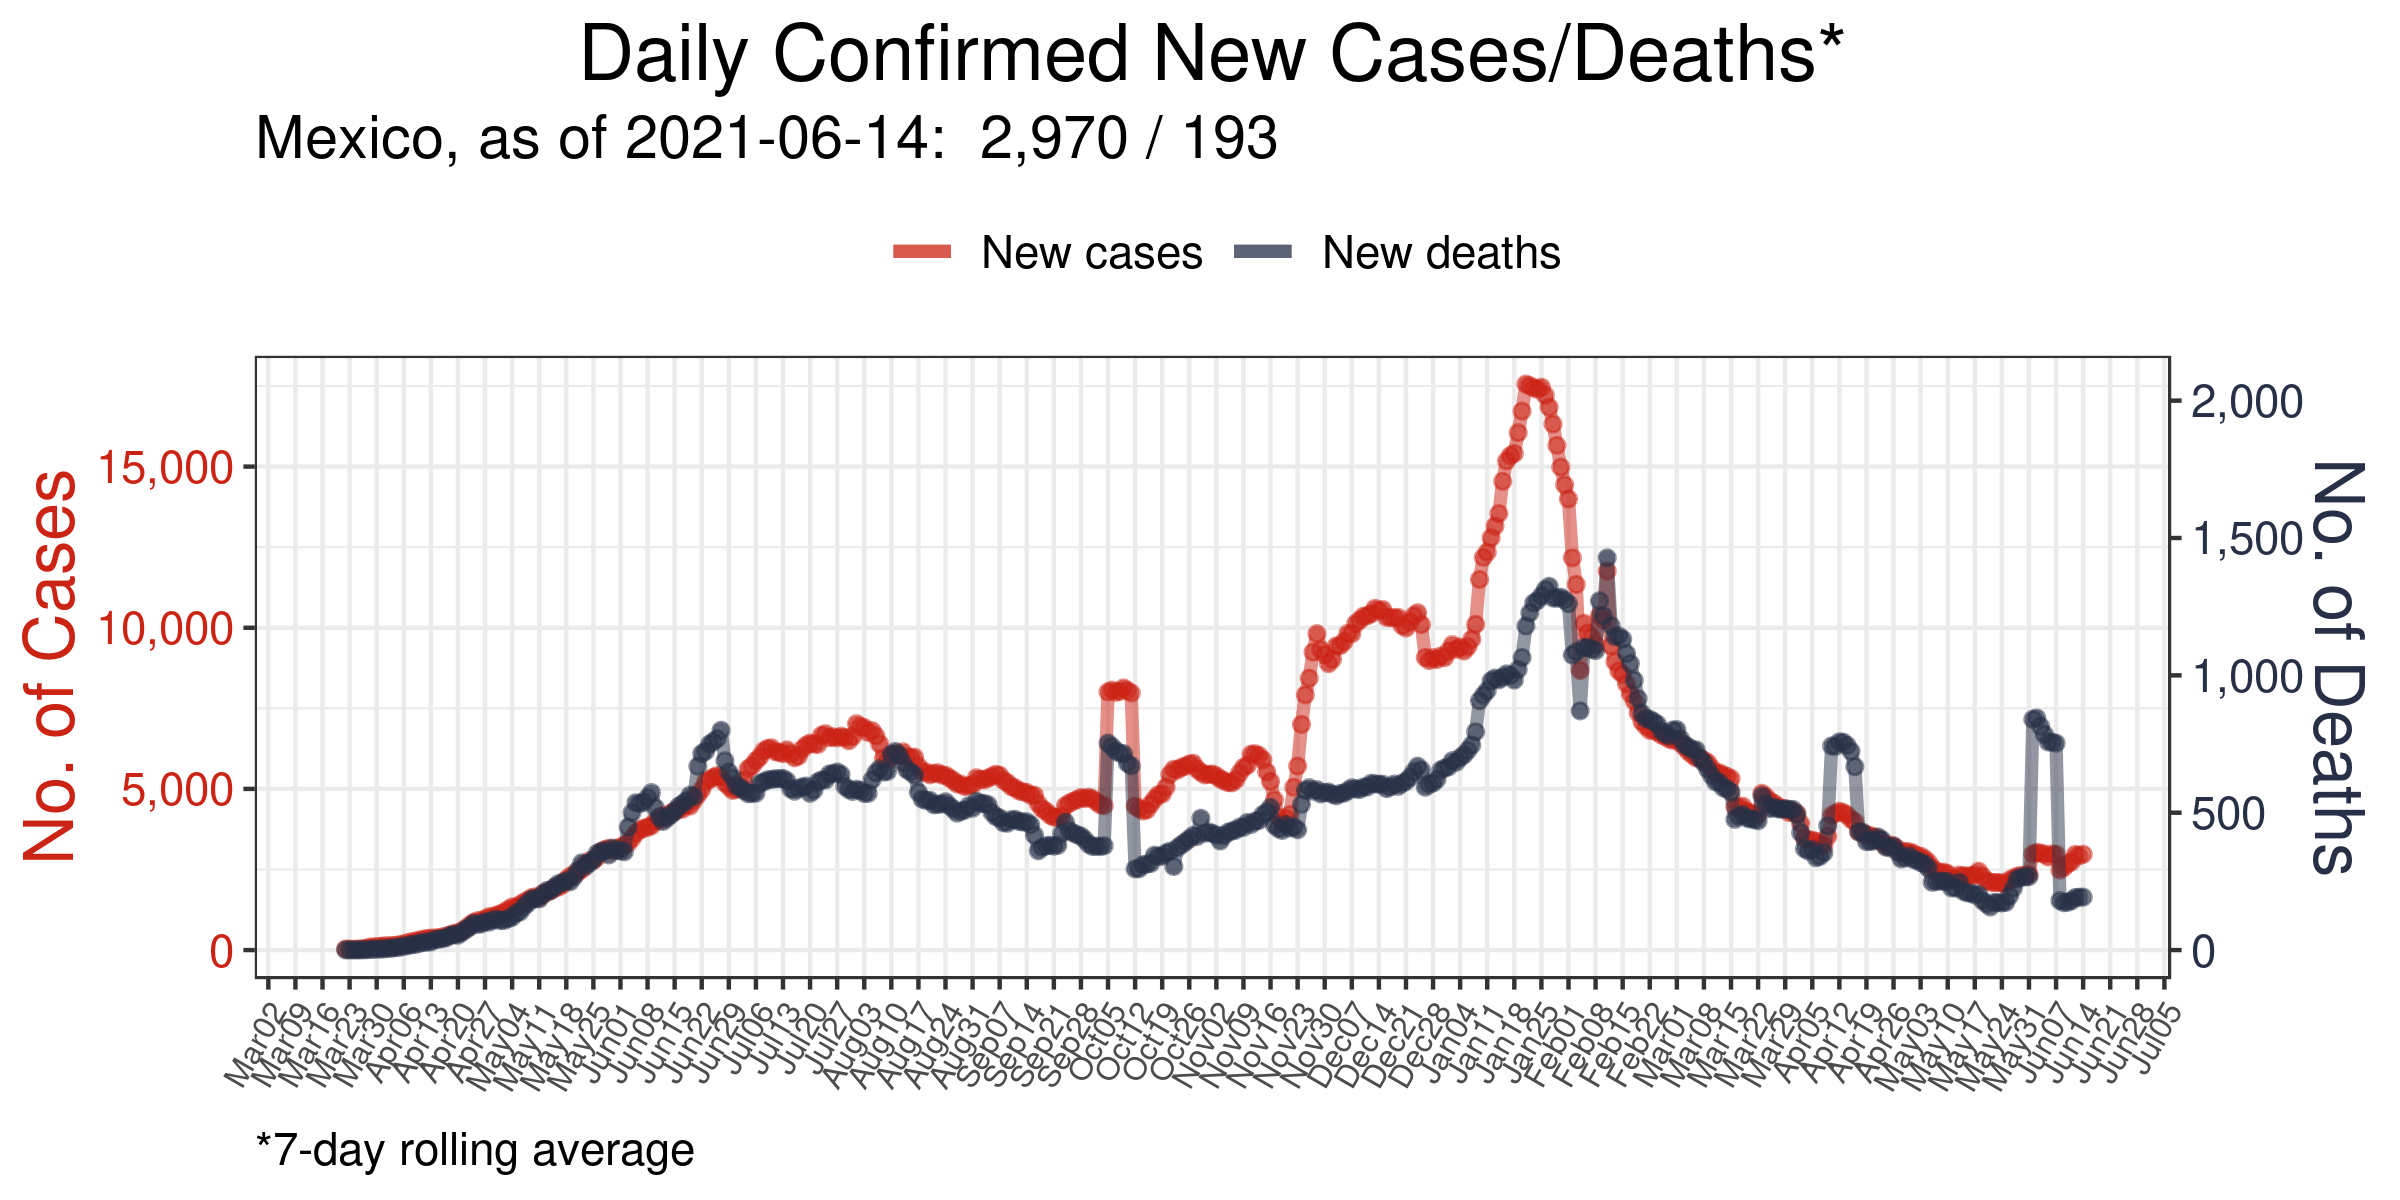 Daily Confirmed New Cases/Deaths*
Mexico, as of 2021-06-14:  2,970 / 193
New cases
New deaths
No. of Cases
15,000
10,000
5,000
0
2,000
1,500
1,000
500
0
No. of Deaths
Mar02
Mar09
Mar16
Mar23
Mar30
Apr06
Apr13
Apr20
Apr27
May04
May11
May18
May25
Jun01
Jun08
Jun15
Jun22
Jun29
Jul06
Jul13
Jul20
Jul27
Aug03
Aug10
Aug17
Aug24
Aug31
Sep07
Sep14
Sep21
Sep28
Oct05
Oct12
Oct19
Oct26
Nov02
Nov09
Nov16
Nov23
Nov30
Dec07
Dec14
Dec21
Dec28
Jan04
Jan11
Jan18
Jan25
Feb01
Feb08
Feb15
Feb22
Mar01
Mar08
Mar15
Mar22
Mar29
Apr05
Apr12
Apr19
Apr26
May03
May10
May17
May24
May31
Jun07
Jun14
Jun21
Jun28
Jul05
*7-day rolling average